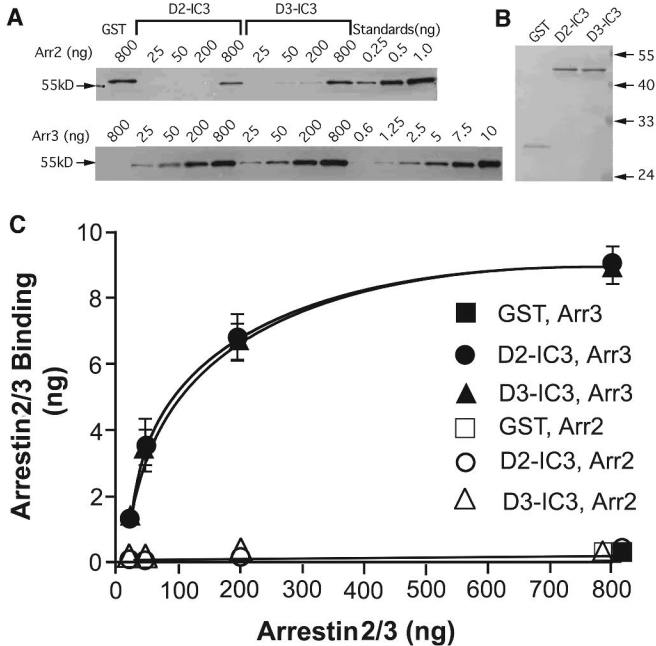 A
GST
D2-IC3
D3-IC3
Standards(ng)
Arr2 (ng)
800 25 50 200 800 25 50 200 800 0.25 0.5 1.0
55kD
Arr3 (ng)
800 25 50 200 800 25 50 200 800 0.6 1.25 2.5 5 7.5 10
55kD
B
GST D2-IC3 D3-IC3
55
40
33
24
C
Arrestin2/3 Binding
(ng)
10
8
6
4
2
0
GST, Arr3
D2-IC3, Arr3
D3-IC3, Arr3
GST, Arr2
D2-IC3, Arr2
D3-IC3, Arr2
0 100 200 300 400 500 600 700 800
Arrestin2/3 (ng)